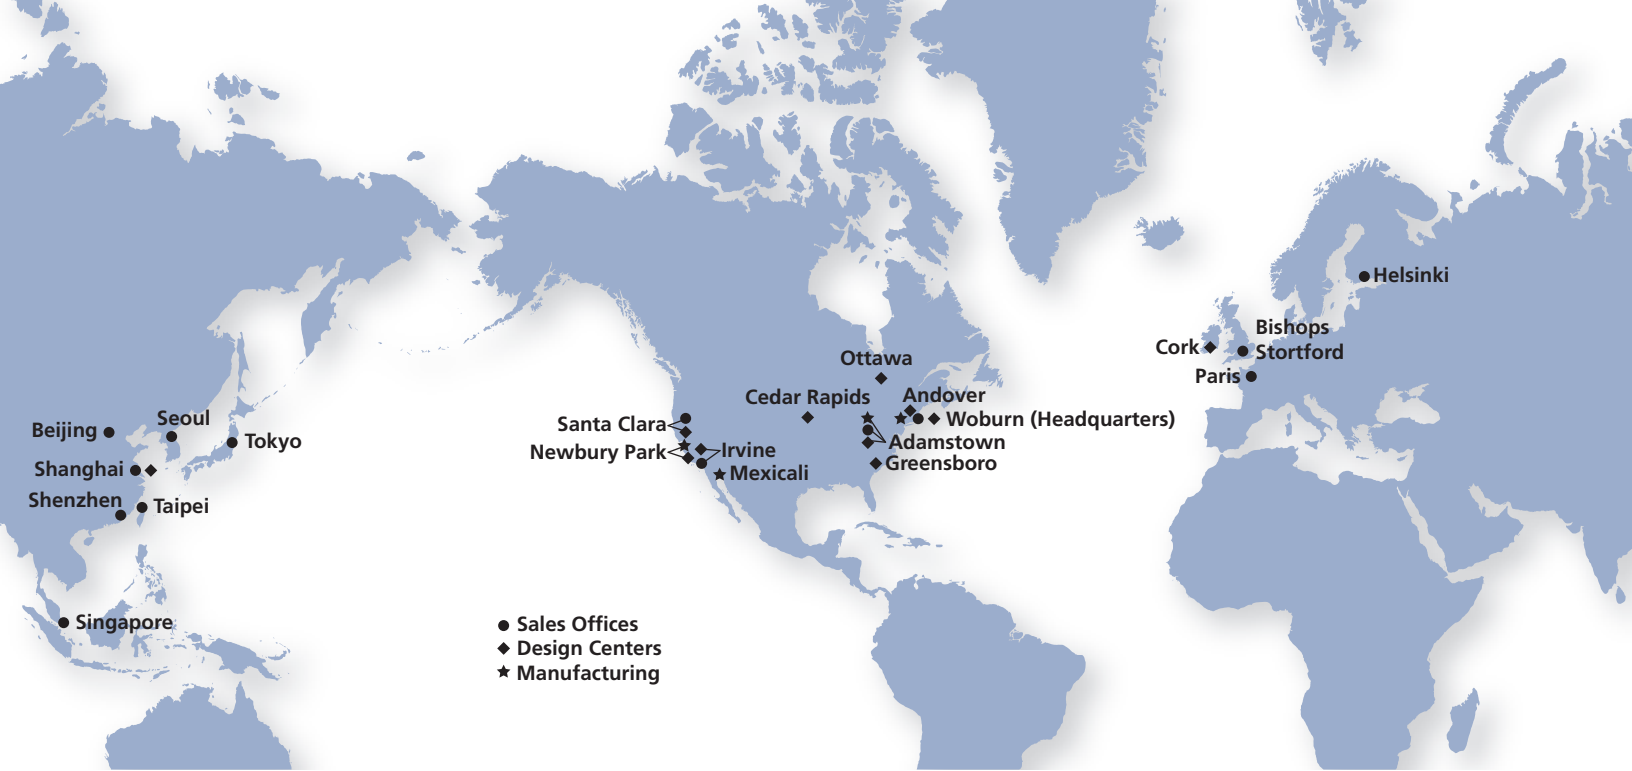 Helsinki
Bishops
Stortford
Cork
Paris
Ottawa
Cedar Rapids
Andover
Woburn (Headquarters)
Adamstown
Greensboro
Santa Clara
Newbury Park
Irvine
Mexicali
Beijing
Seoul
Tokyo
Shanghai
Shenzhen
Taipei
Singapore
Sales Offices
Design Centers
Manufacturing